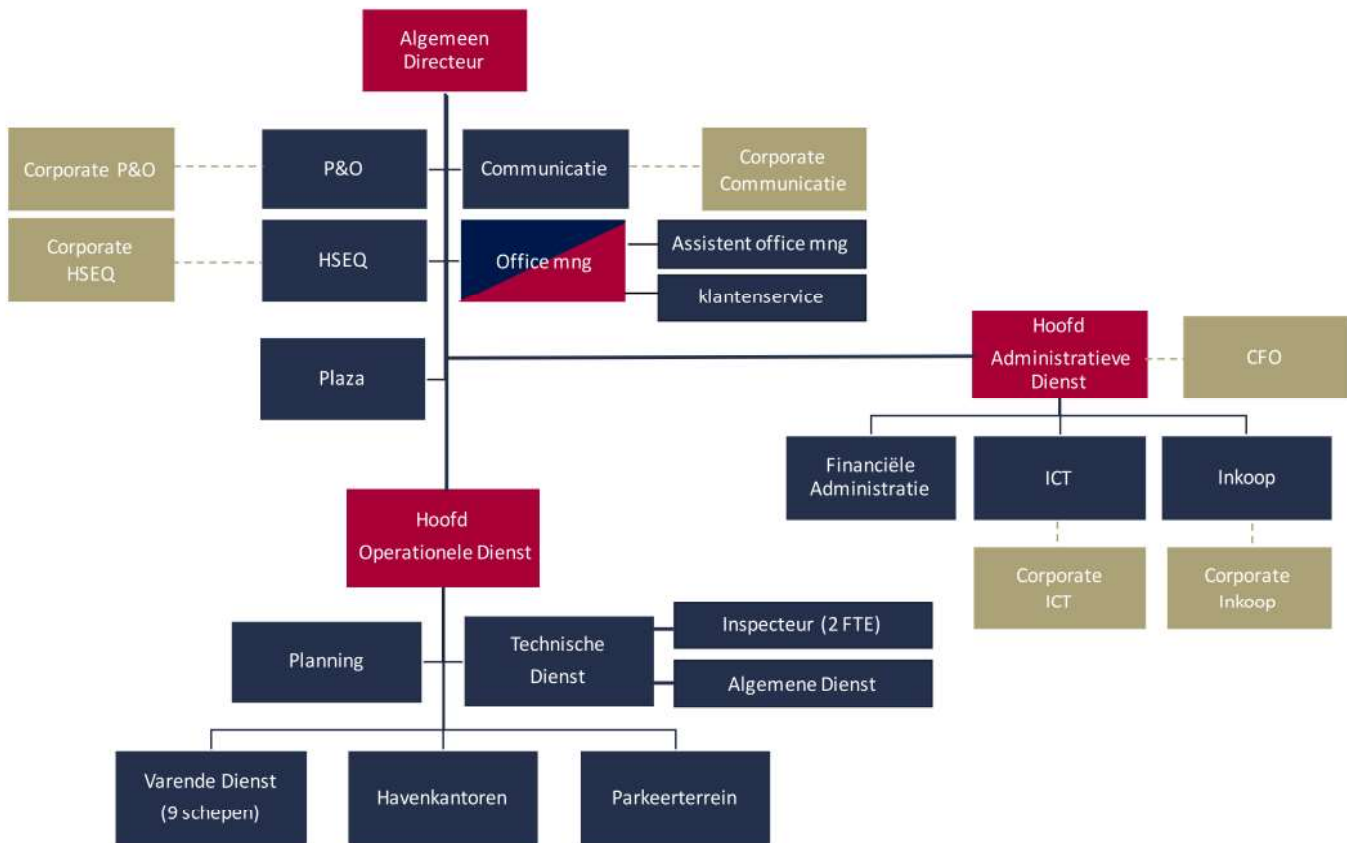 Algemeen
Directeur
Corporate P&O
P&O
Communicatie
Corporate
Communicatie
Corporate
HSEQ
HSEQ
Office mng
Assistent office mng
klantenservice
Plaza
Hoofd
Administratieve
Dienst
CFO
Financiële
Administratie
ICT
Inkoop
Corporate
ICT
Corporate
Inkoop
Hoofd
Operationele Dienst
Planning
Technische
Dienst
Inspecteur (2 FTE)
Algemene Dienst
Varende Dienst
(9 schepen)
Havenkantoren
Parkeerterrein